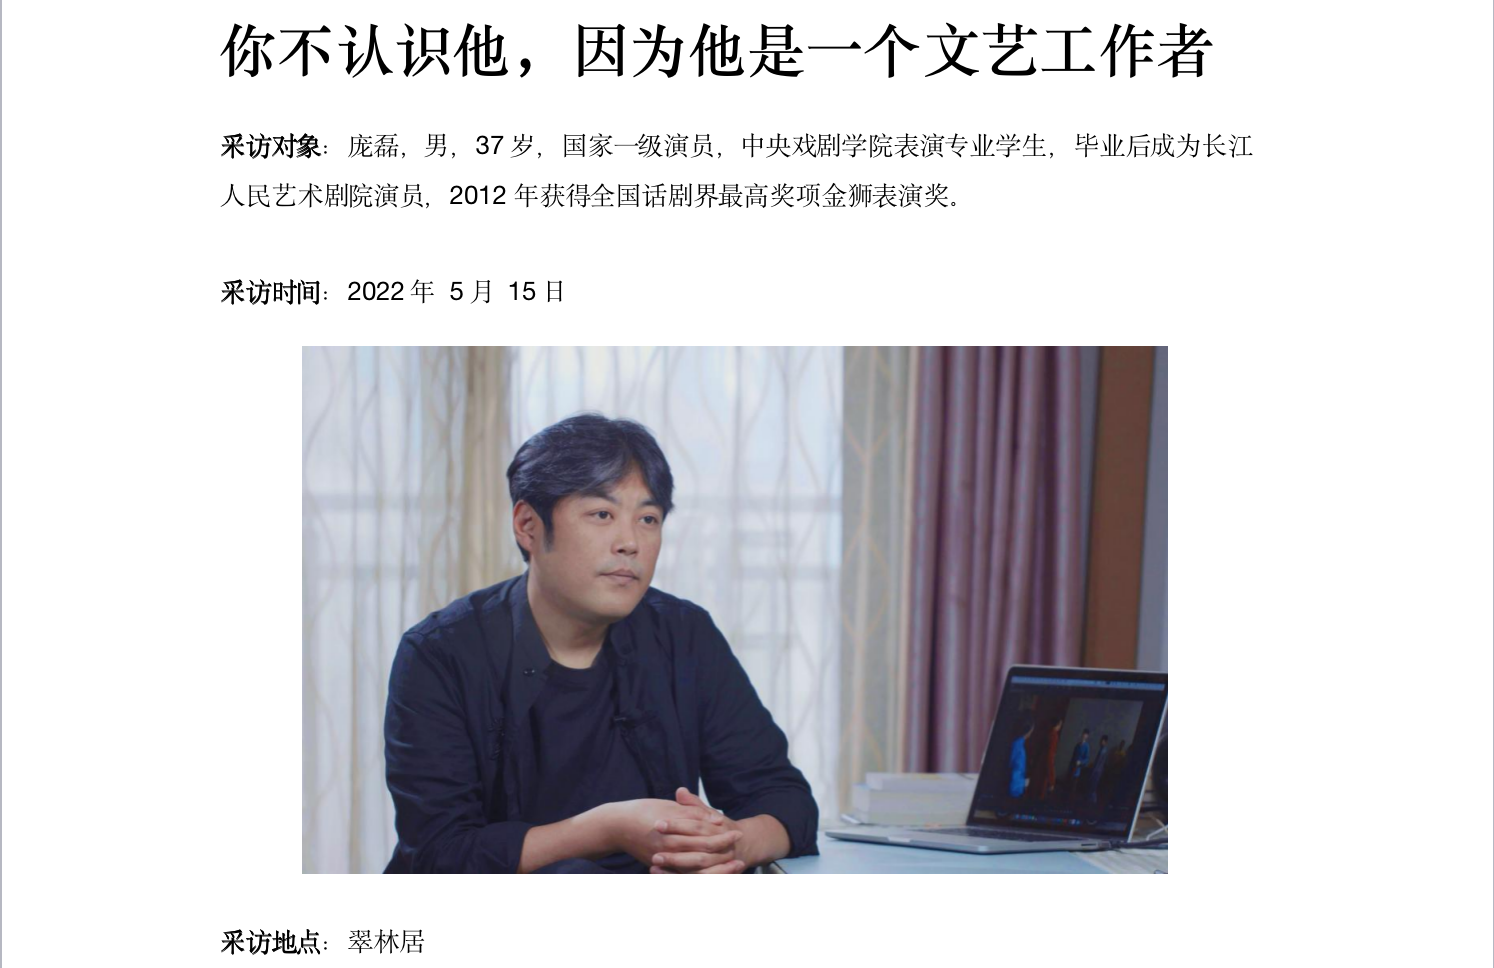 你不认识他，因为他是一个文艺工作者
采访对象：庞磊，男，37 岁，国家一级演员，中央戏剧学院表演专业学生，毕业后成为长江
人民艺术剧院演员，2012 年获得全国话剧界最高奖项金狮表演奖。
采访时间：2022 年 5 月 15 日
采访地点：翠林居